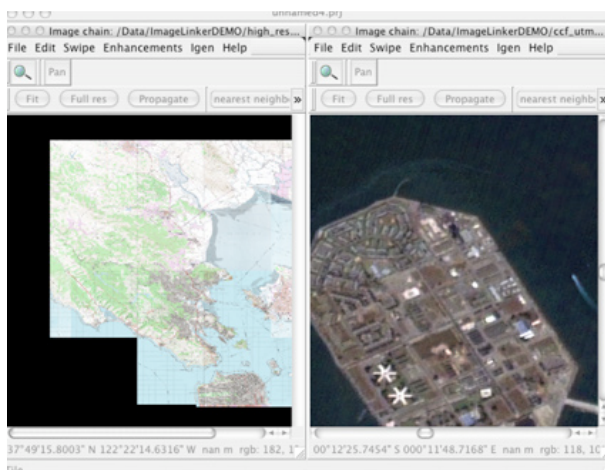 unnamed4.prj
Image chain: /Data/ImageLinkerDEMO/high_res...
File Edit Swipe Enhancements Igen Help
Pan
Fit Full res Propagate nearest neighb »
37°49'15.8003" N 122°22'14.6316" W nan m rgb: 182, 1
Image chain: /Data/ImageLinkerDEMO/ccf_utm...
File Edit Swipe Enhancements Igen Help
Pan
Fit Full res Propagate nearest neighb »
00°12'25.7454" S 000°11'48.7168" E nan m rgb: 118, 10
File